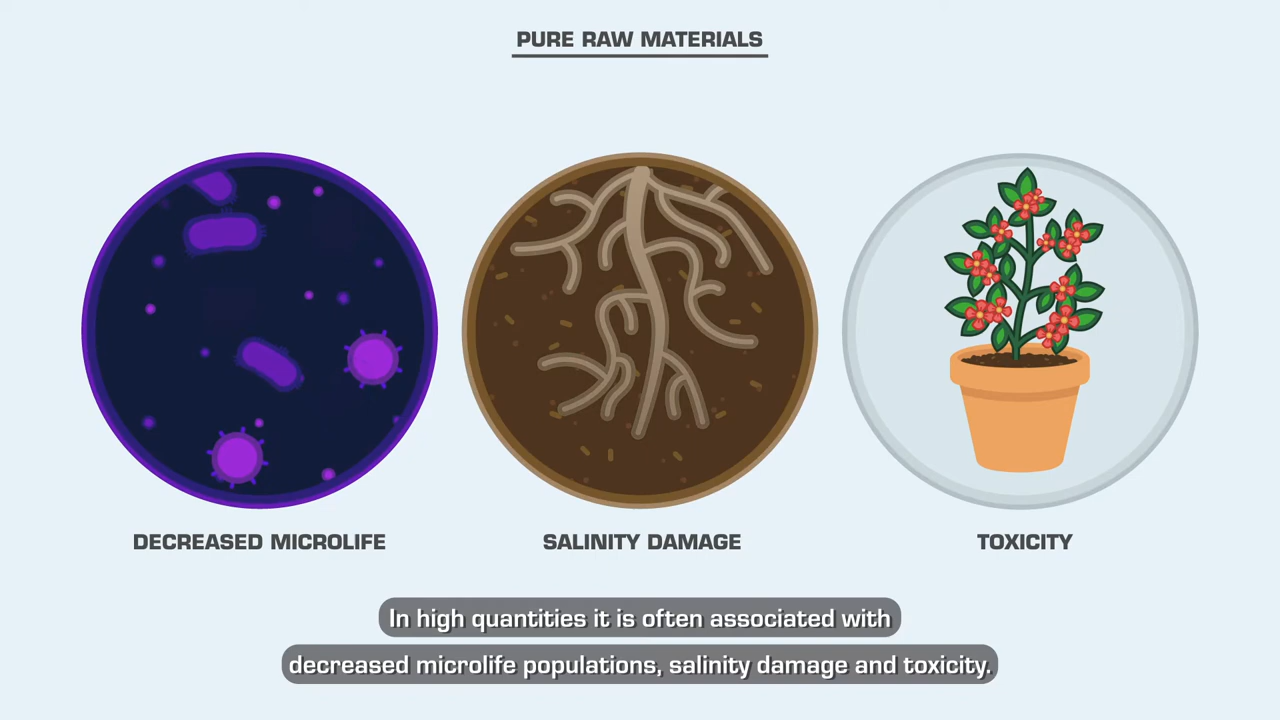 PURE RAW MATERIALS
DECREASED MICROLIFE
SALINITY DAMAGE
TOXICITY
In high quantities it is often associated with
decreased microlife populations, salinity damage and toxicity.